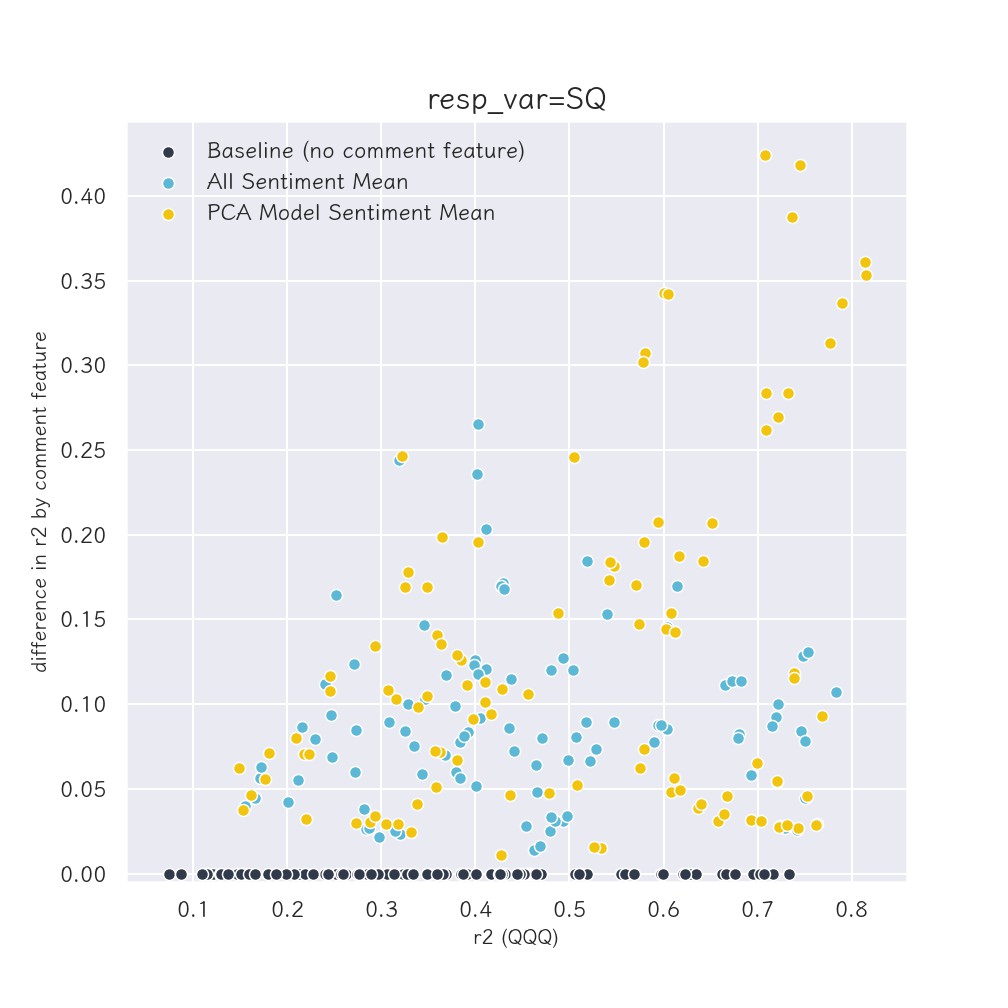 resp_var=SQ
Baseline (no comment feature)
All Sentiment Mean
PCA Model Sentiment Mean
difference in r2 by comment feature
0.40
0.35
0.30
0.25
0.20
0.15
0.10
0.05
0.00
0.1 0.2 0.3 0.4 0.5 0.6 0.7 0.8
r2 (QQQ)